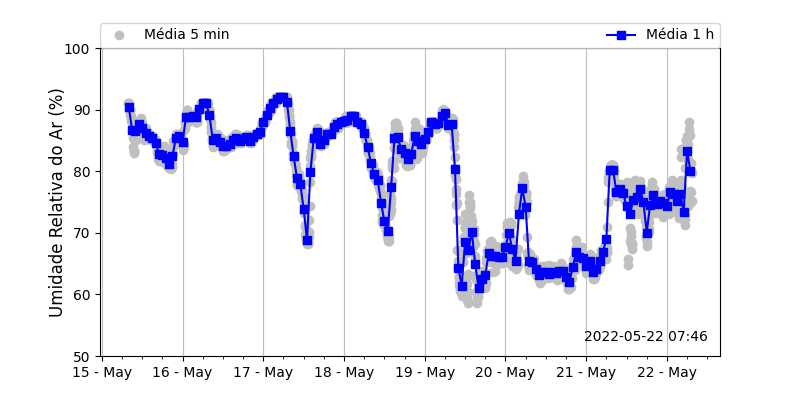 Média 5 min
Média 1 h
Umidade Relativa do Ar (%)
100
90
80
70
60
50
2022-05-22 07:46
15 - May
16 - May
17 - May
18 - May
19 - May
20 - May
21 - May
22 - May